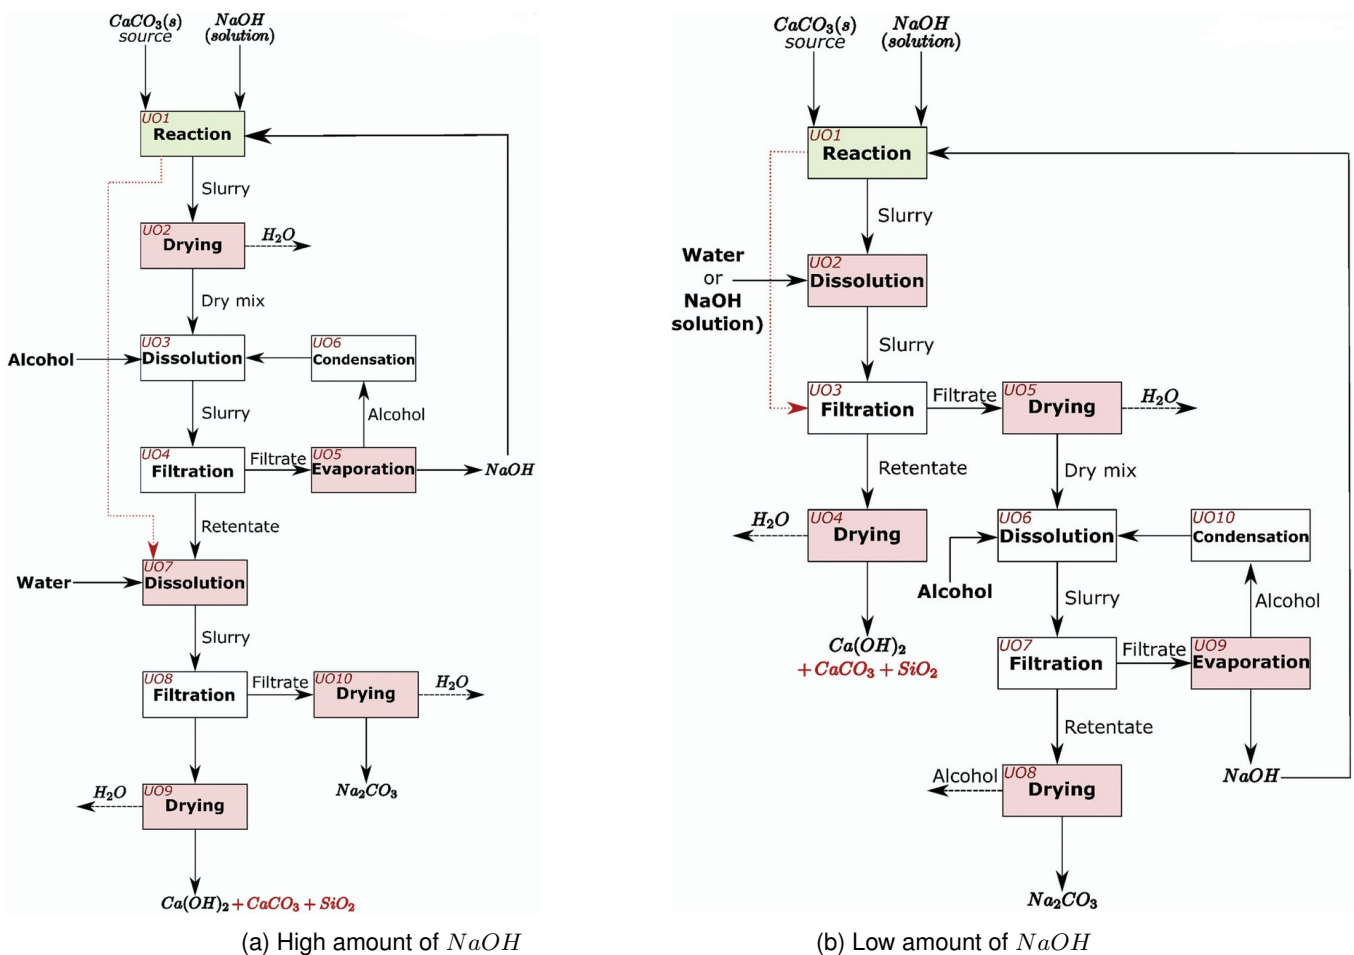 CaCO₃(s)
source
NaOH
(solution)
UO1
Reaction
Slurry
UO2
Drying
H₂O
Dry mix
Alcohol
UO3
Dissolution
UO6
Condensation
Slurry
Alcohol
UO4
Filtration
Filtrate
UO5
Evaporation
NaOH
Retentate
Water
UO7
Dissolution
Slurry
UO8
Filtration
Filtrate
UO10
Drying
H₂O
H₂O
UO9
Drying
Na₂CO₃
Ca(OH)₂ + CaCO₃ + SiO₂
(a) High amount of NaOH
CaCO₃(s)
source
NaOH
(solution)
UO1
Reaction
Slurry
Water
or
NaOH
solution)
UO2
Dissolution
Slurry
UO3
Filtration
Filtrate
UO5
Drying
H₂O
Retentate
Dry mix
H₂O
UO4
Drying
UO6
Dissolution
UO10
Condensation
Alcohol
Slurry
Alcohol
Ca(OH)₂
+ CaCO₃ + SiO₂
UO7
Filtration
Filtrate
UO9
Evaporation
Retentate
Alcohol
UO8
Drying
NaOH
Na₂CO₃
(b) Low amount of NaOH